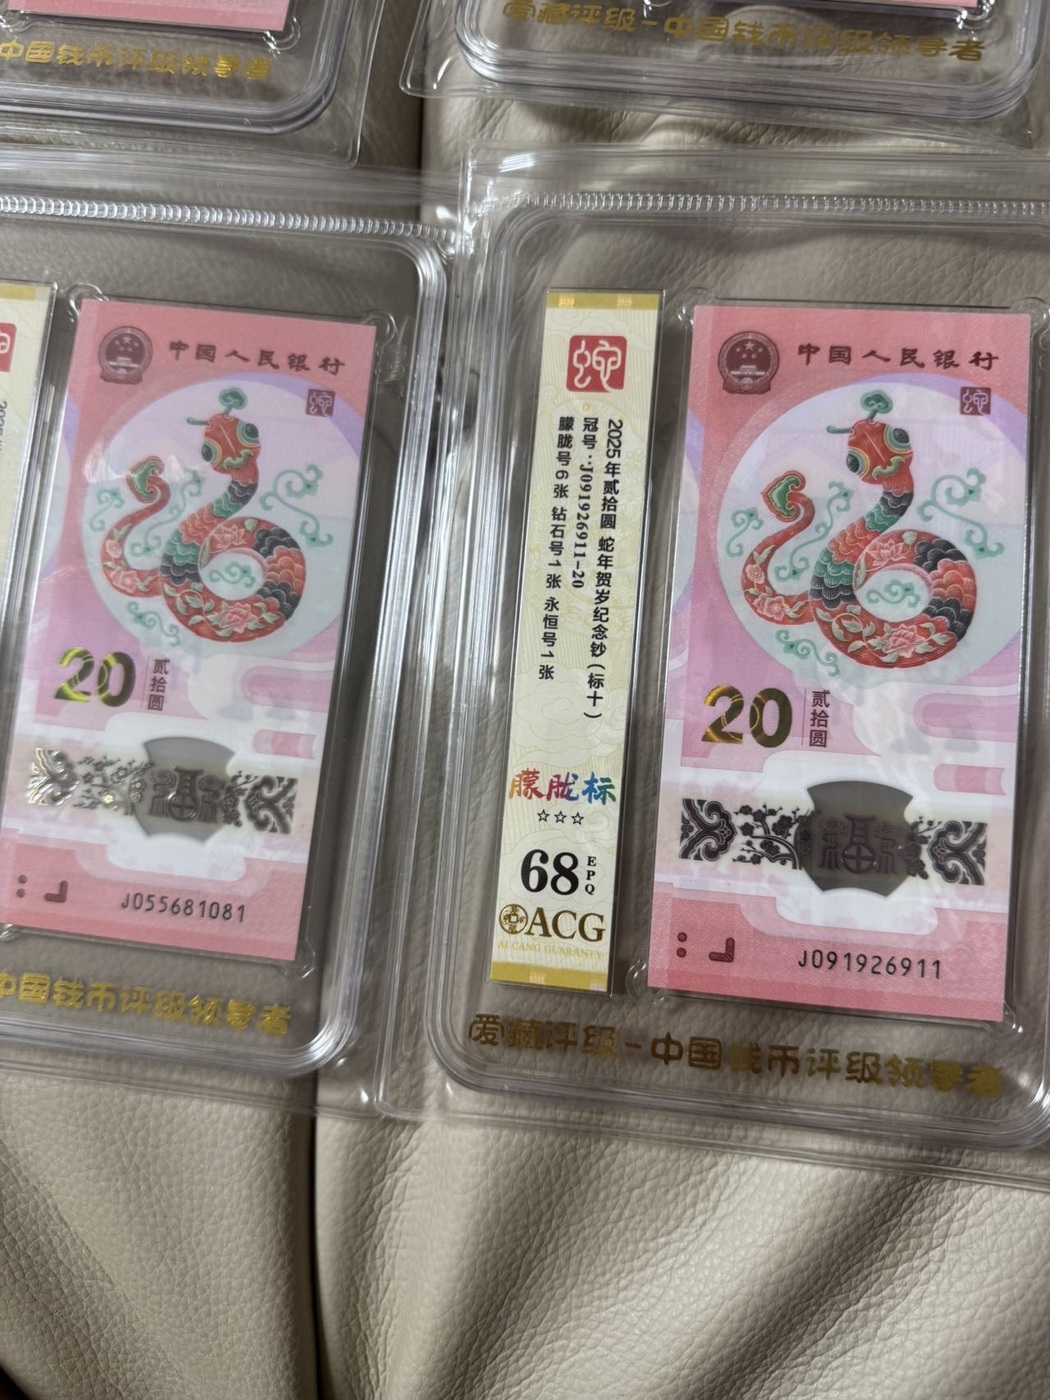 中国钱币评级领导者
爱藏评级-中国钱币评级领导者
中国人民银行
20
贰拾圆
J055681081
中国钱币评级领导者
2025年贰拾圆 蛇年贺岁纪念钞(标十)
冠号:J091926911-20
朦胧号6张 钻石号1张 永恒号1张
朦胧标
☆☆☆
68 EPQ
ACG
AI CANG GUARANTY
中国人民银行
20
贰拾圆
福
J091926911
爱藏评级-中国钱币评级领导者